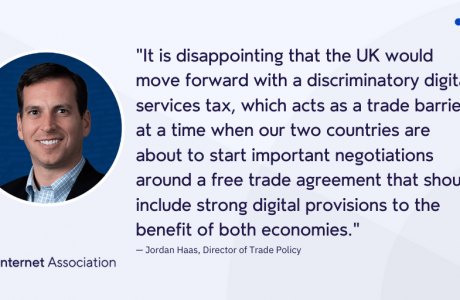 "It is disappointing that the UK would
move forward with a discriminatory digita
services tax, which acts as a trade barrie
at a time when our two countries are
about to start important negotiations
around a free trade agreement that shou
include strong digital provisions to the
benefit of both economies."
— Jordan Haas, Director of Trade Policy
nternet Association